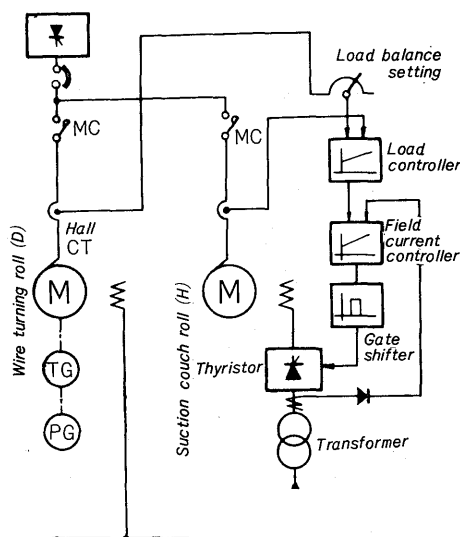 Load balance
setting
MC
MC
Load
controller
Hall
CT
Field
current
controller
Wire turning roll (D)
M
Suction couch roll (H)
M
Gate
shifter
TG
Thyristor
PG
Transformer